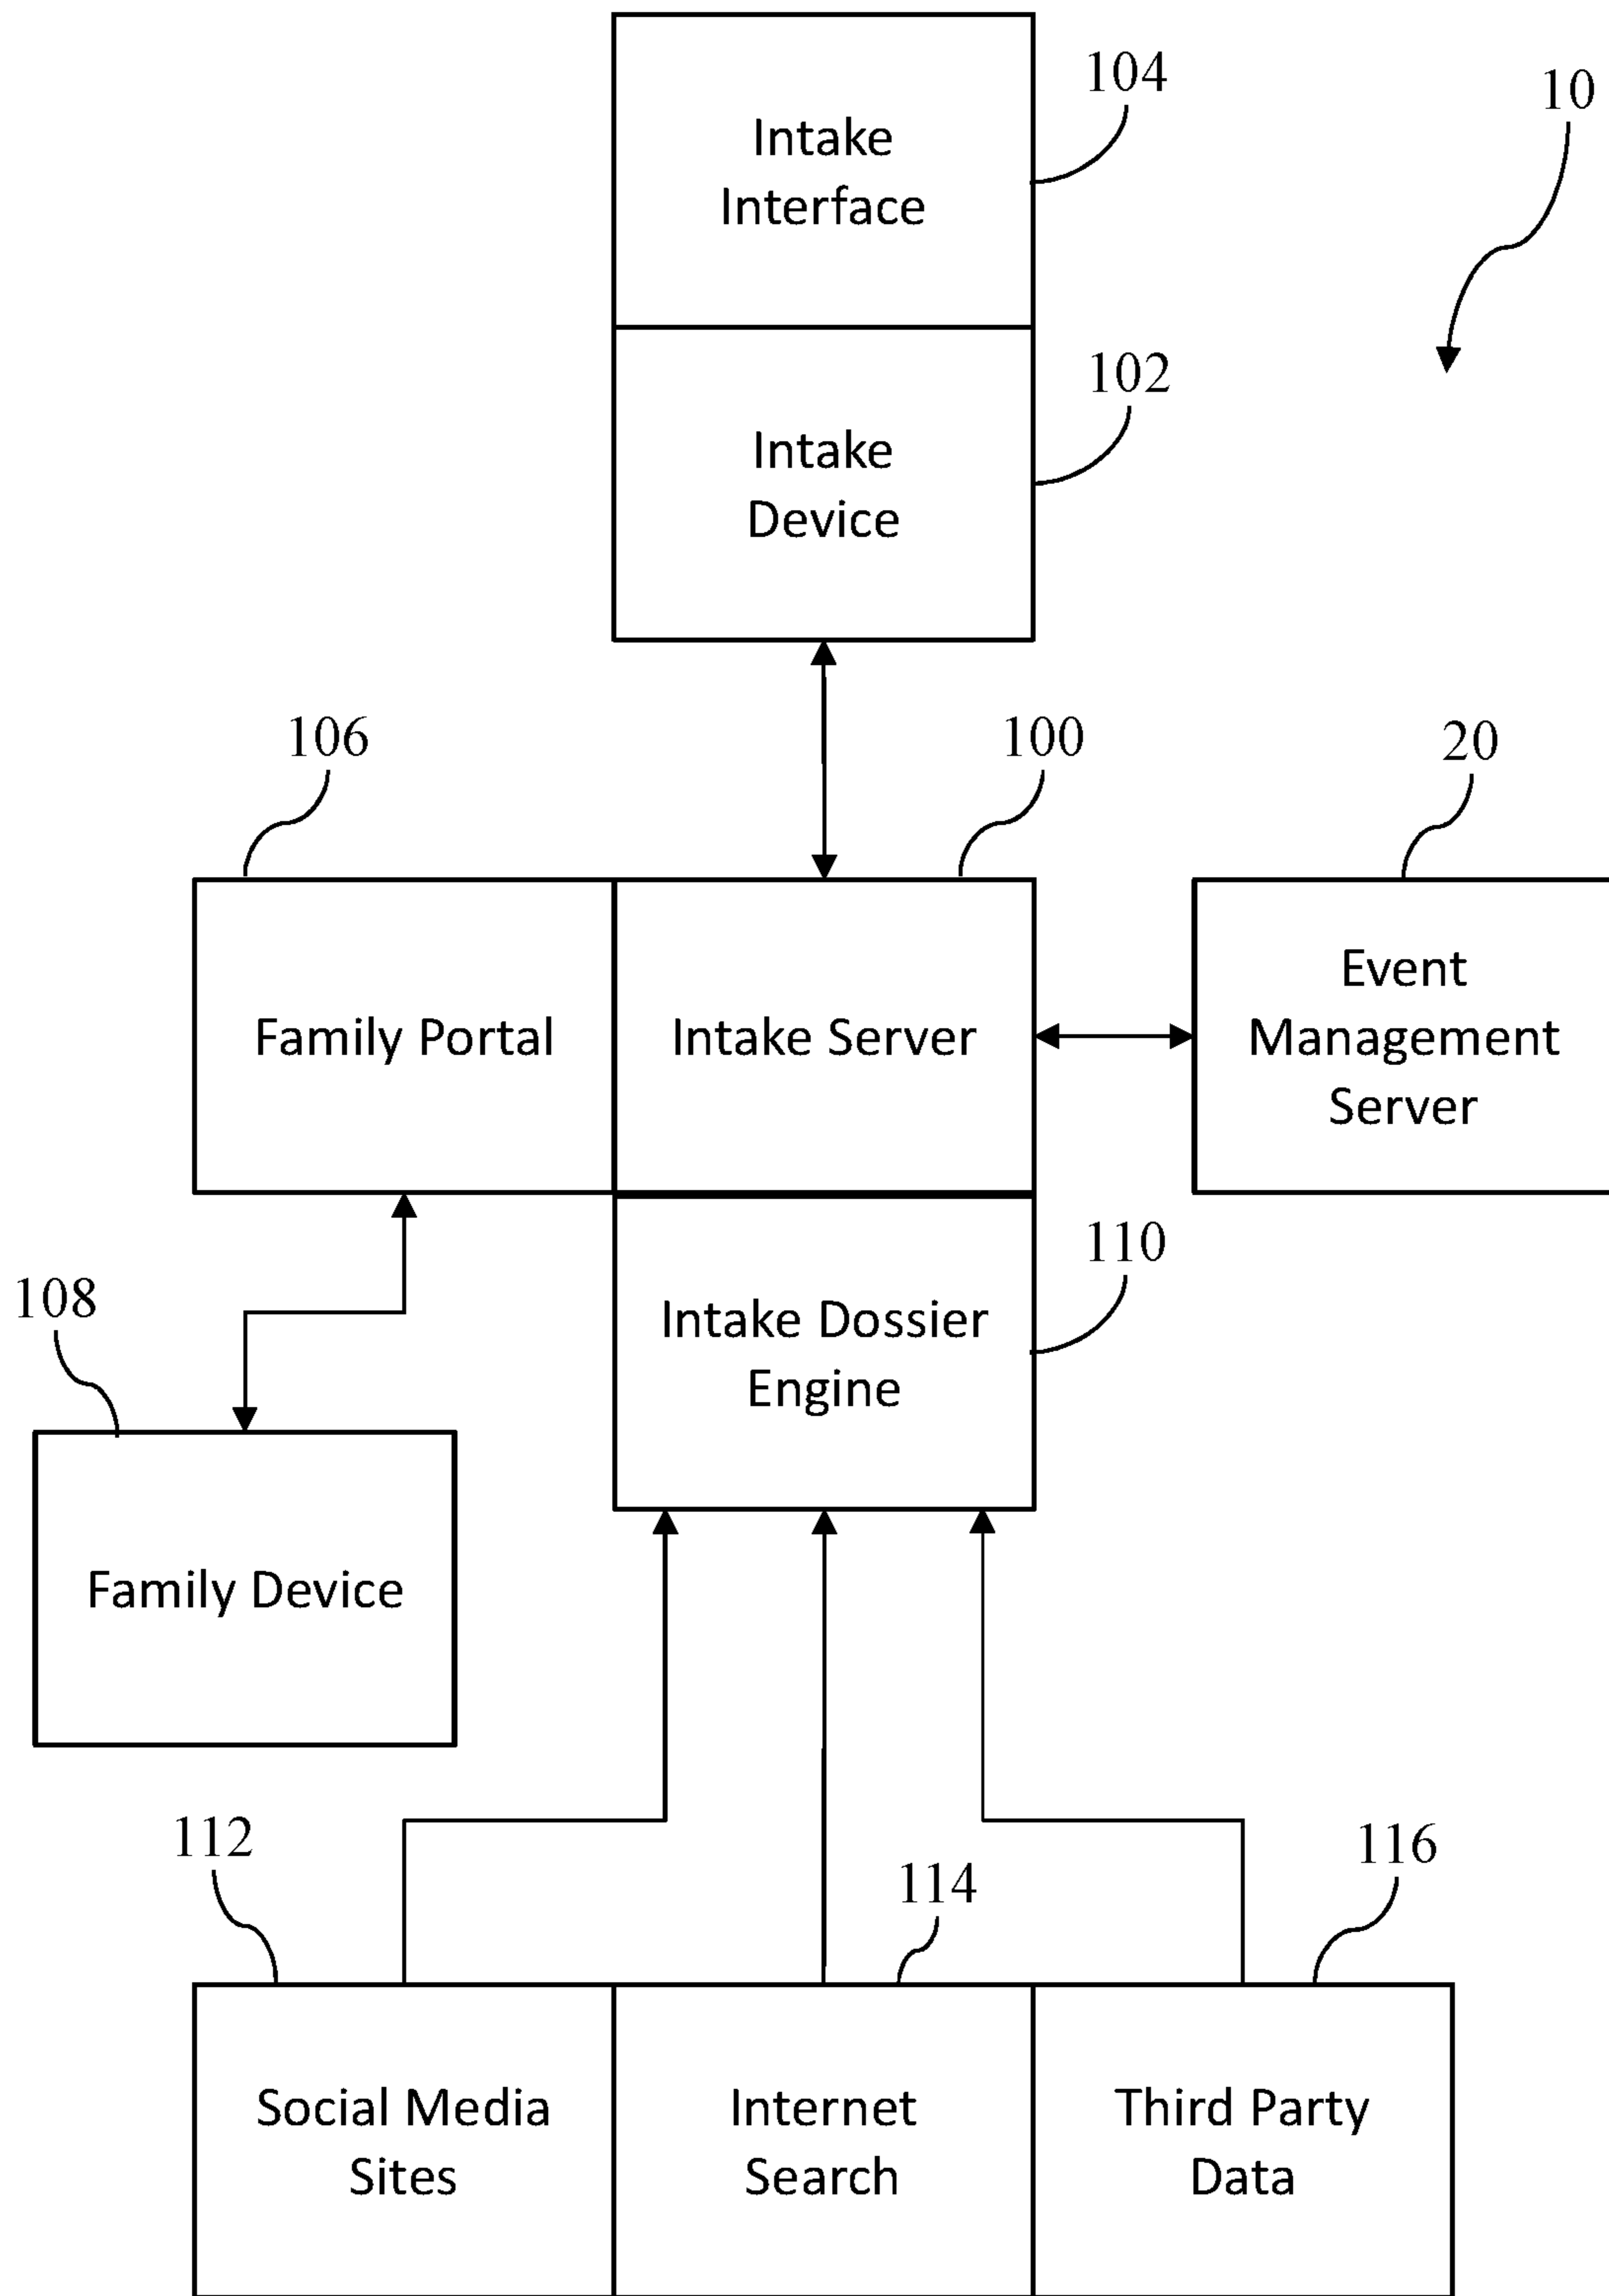 104
10
Intake
Interface
102
Intake
Device
106
100
20
Family Portal
Intake Server
Event
Management
Server
110
108
Intake Dossier
Engine
Family Device
112
114
116
Social Media
Sites
Internet
Search
Third Party
Data